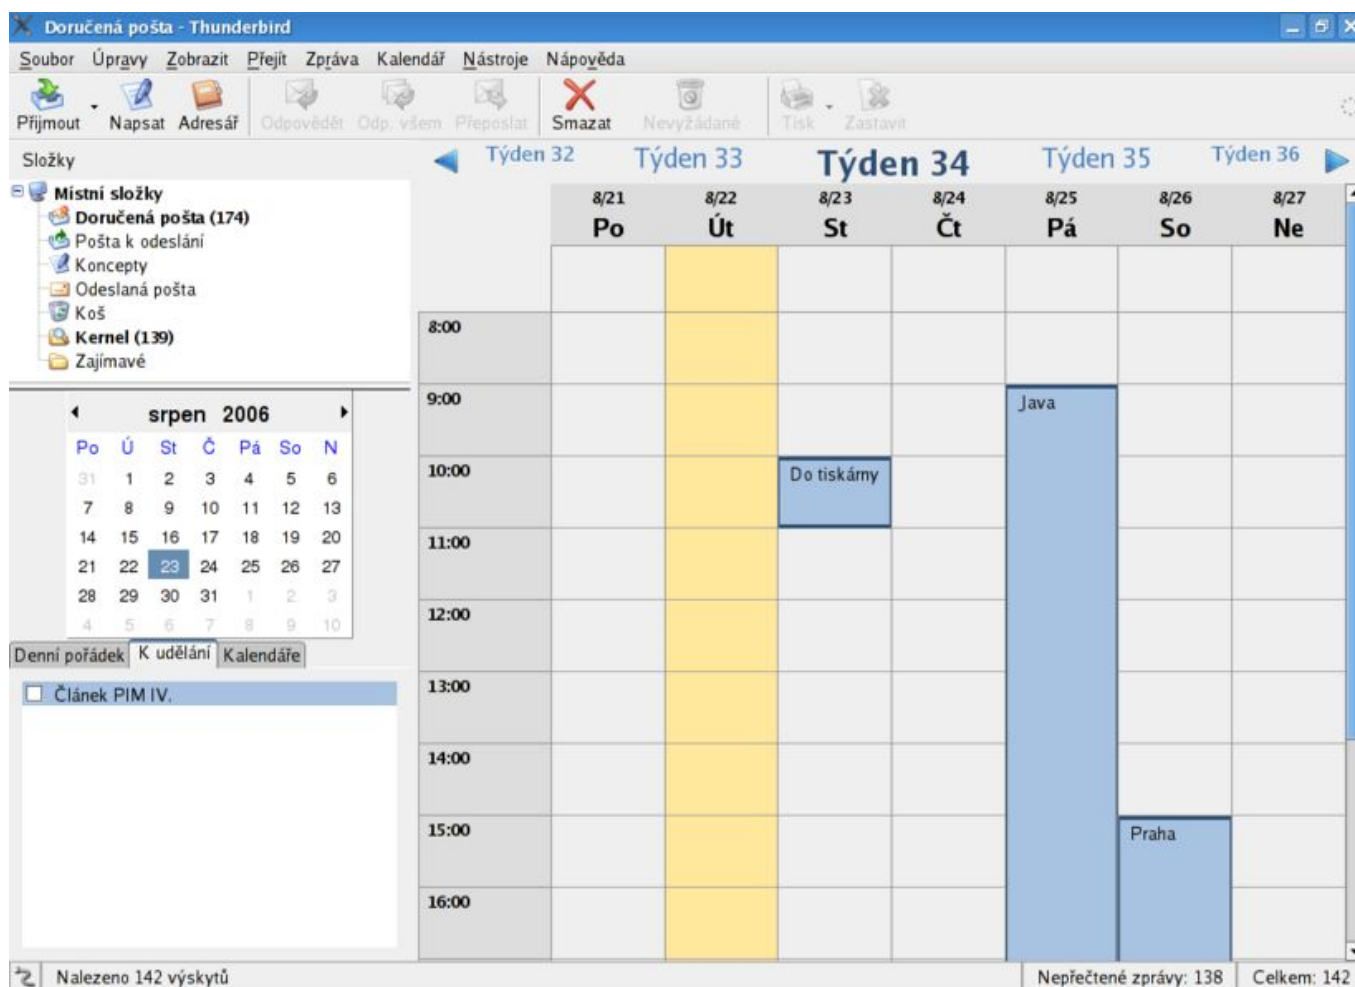 Doručená pošta - Thunderbird
Soubor Úpravy Zobrazit Přejít Zpráva Kalendář Nástroje Nápověda
Přijmout Napsat Adresář Odpovědět Odp. všem Přeposlat Smazat Nevyžádané Tisk Zastavit
Složky
Místní složky
Doručená pošta (174)
Pošta k odeslání
Koncepty
Odeslaná pošta
Koš
Kernel (139)
Zajímavé
srpen 2006
Po Ú St Č Pá So N
31 1 2 3 4 5 6
7 8 9 10 11 12 13
14 15 16 17 18 19 20
21 22 23 24 25 26 27
28 29 30 31 1 2 3
4 5 6 7 8 9 10
Denní pořádek K udělání Kalendáře
Článek PIM IV.
Týden 32 Týden 33 Týden 34 Týden 35 Týden 36
8/21 8/22 8/23 8/24 8/25 8/26 8/27
Po Út St Čt Pá So Ne
8:00
9:00 Java
10:00 Do tiskárny
11:00
12:00
13:00
14:00
15:00 Praha
16:00
Nalezeno 142 výskytů Nepřečtené zprávy: 138 Celkem: 142